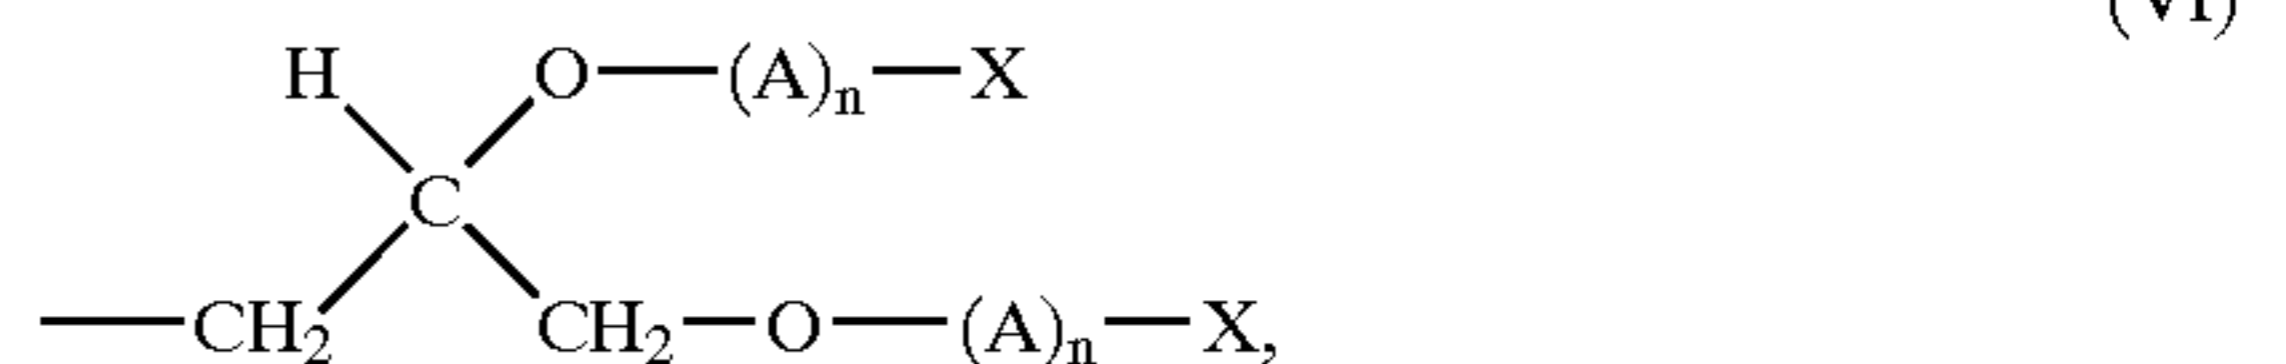 (VI)
H O—(A)n—X
C
—CH2 CH2—O—(A)n—X,